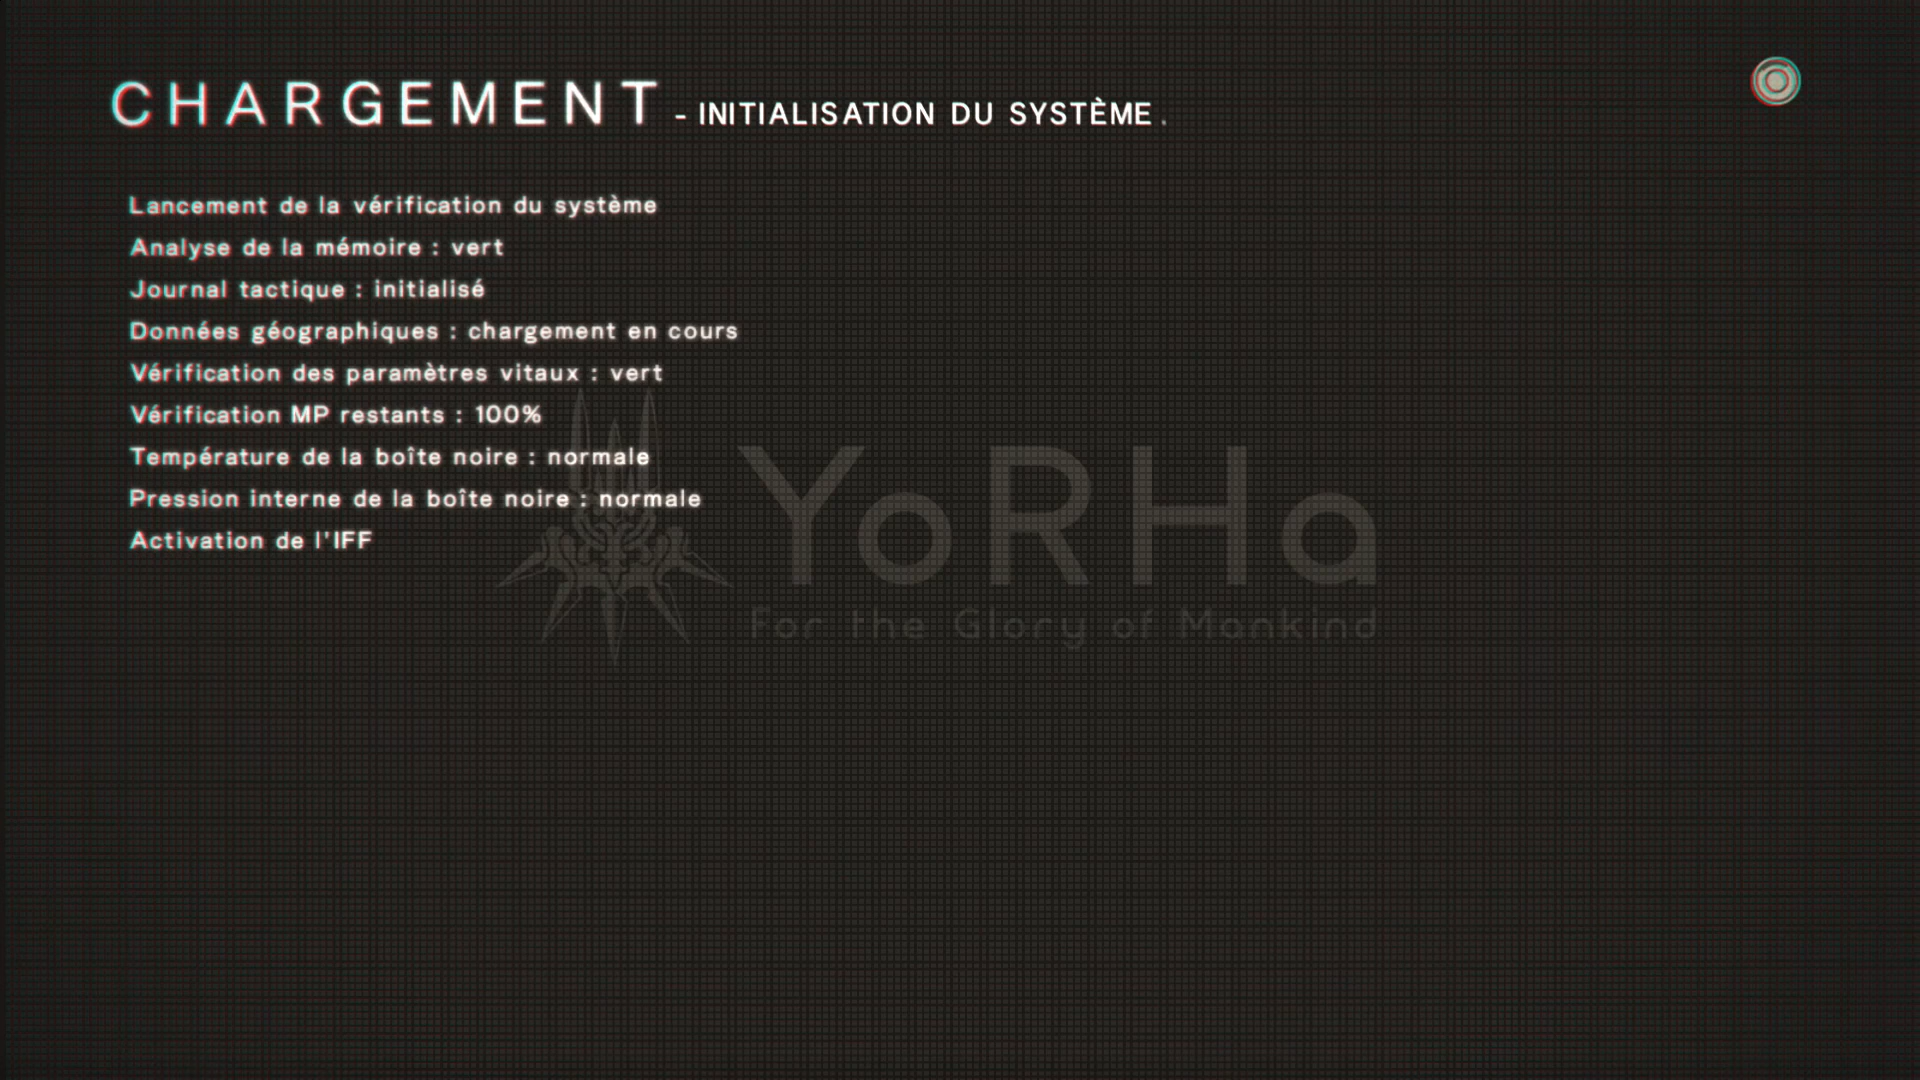 CHARGEMENT - INITIALISATION DU SYSTÈME.
Lancement de la vérification du système
Analyse de la mémoire : vert
Journal tactique : initialisé
Données géographiques : chargement en cours
Vérification des paramètres vitaux : vert
Vérification MP restants : 100%
Température de la boîte noire : normale
Pression interne de la boîte noire : normale
Activation de l'IFF
YoRHa
For the Glory of Mankind